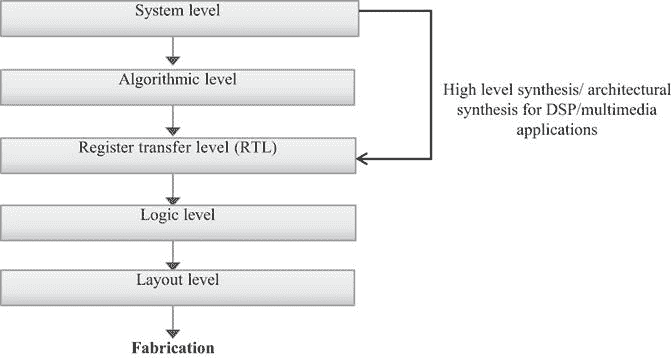 System level
Algorithmic level
High level synthesis/ architectural
synthesis for DSP/multimedia
applications
Register transfer level (RTL)
Logic level
Layout level
Fabrication